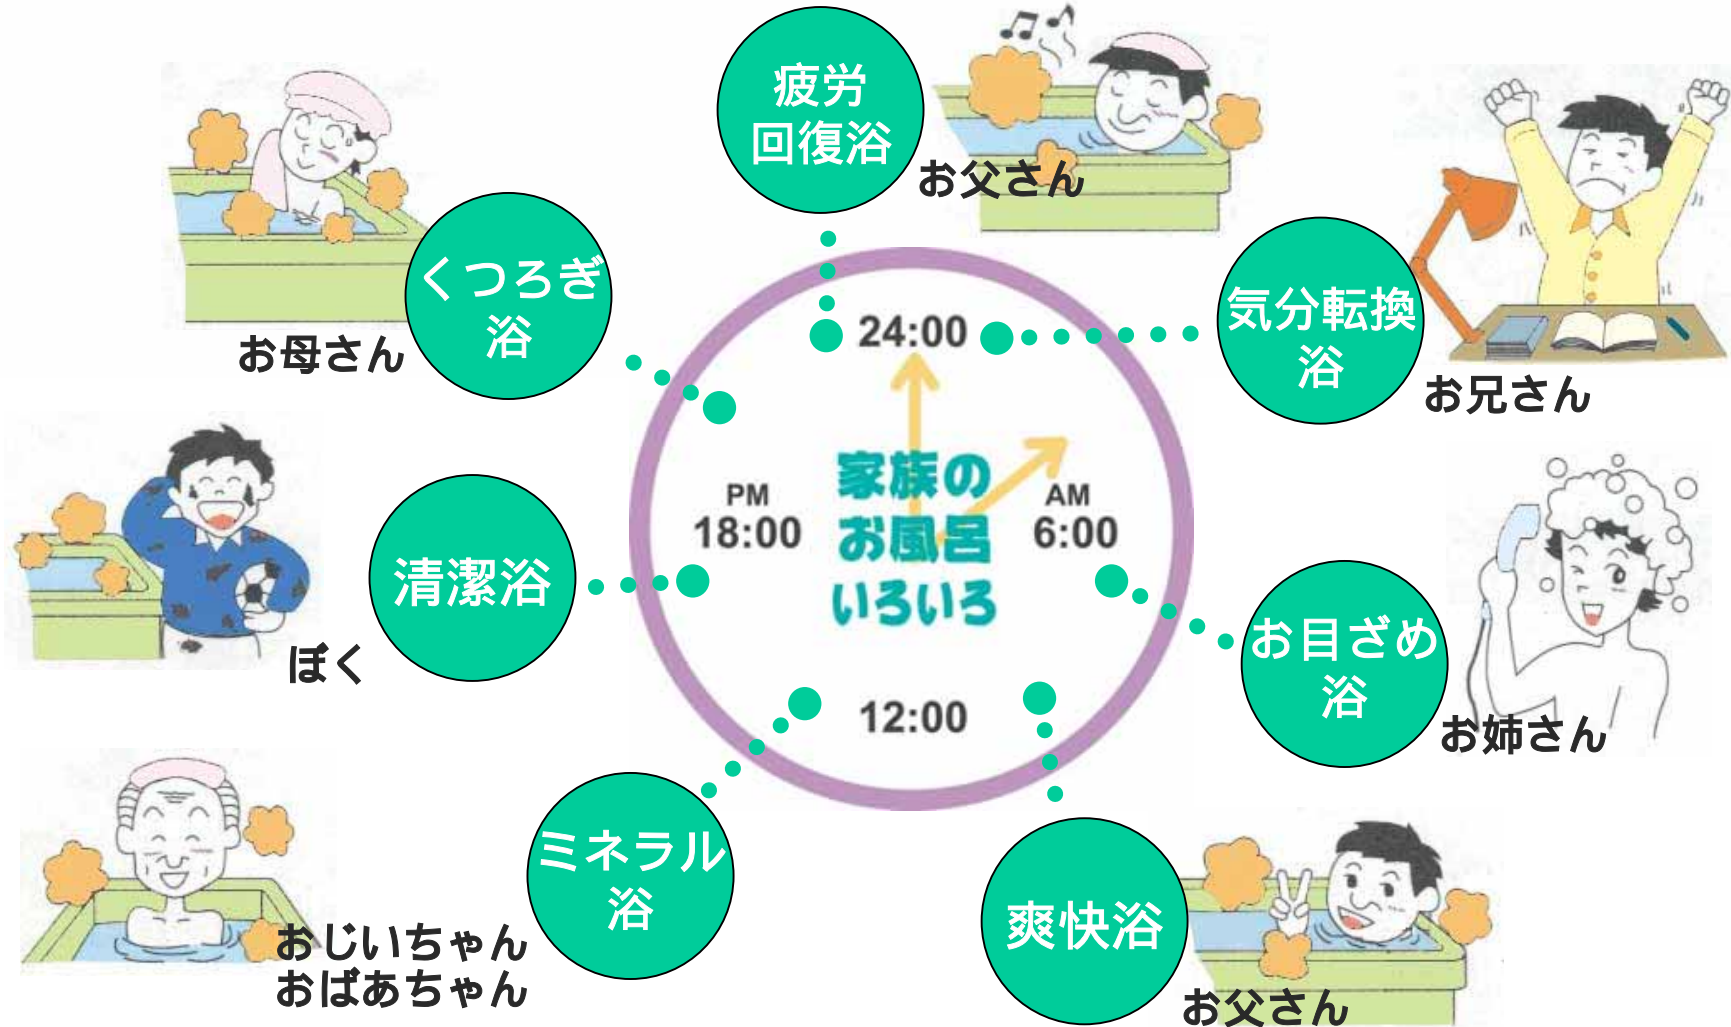 疲労
回復浴
お父さん
気分転換
浴
お兄さん
くつろぎ
浴
お母さん
24:00
PM
18:00
家族の
お風呂
いろいろ
AM
6:00
12:00
清潔浴
ぼく
お目ざめ
浴
お姉さん
ミネラル
浴
おじいちゃん
おばあちゃん
爽快浴
お父さん